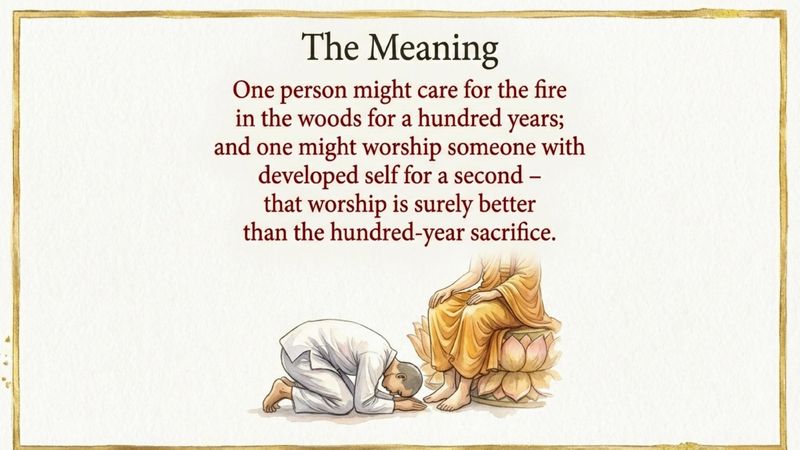 The Meaning
One person might care for the fire
in the woods for a hundred years;
and one might worship someone with
developed self for a second –
that worship is surely better
than the hundred-year sacrifice.